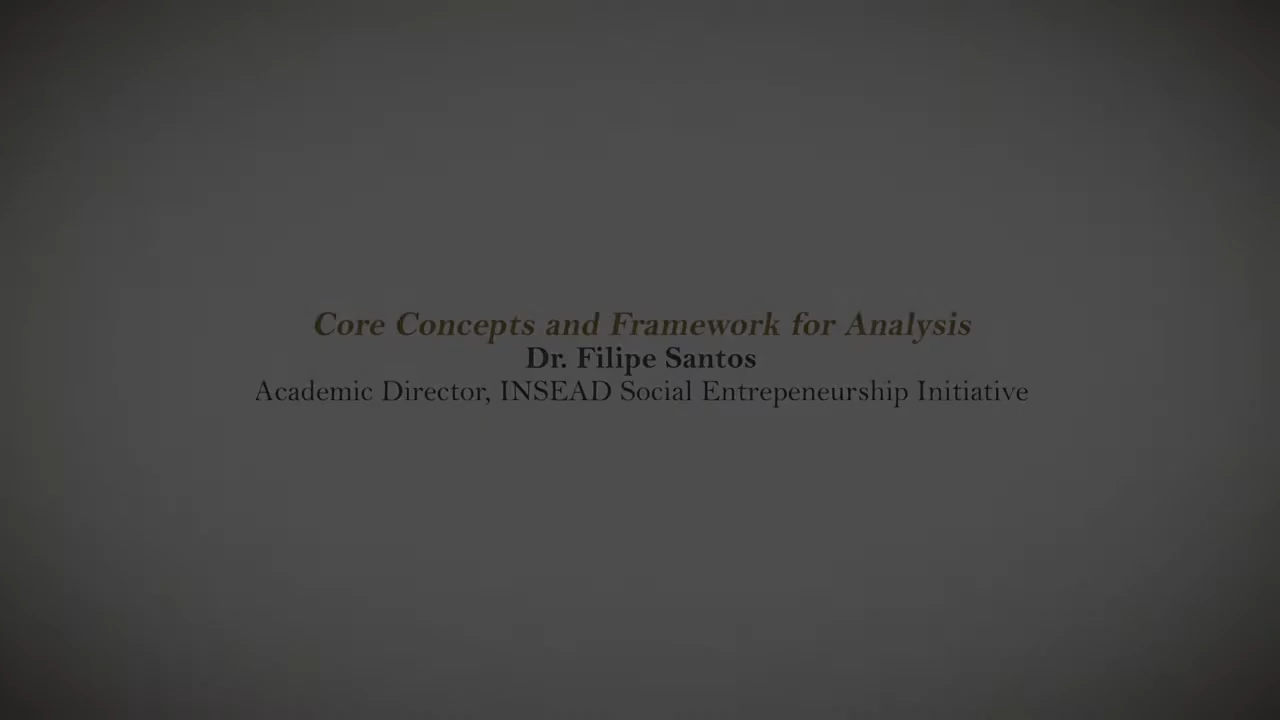 Core Concepts and Framework for Analysis
Dr. Filipe Santos
Academic Director, INSEAD Social Entrepeneurship Initiative